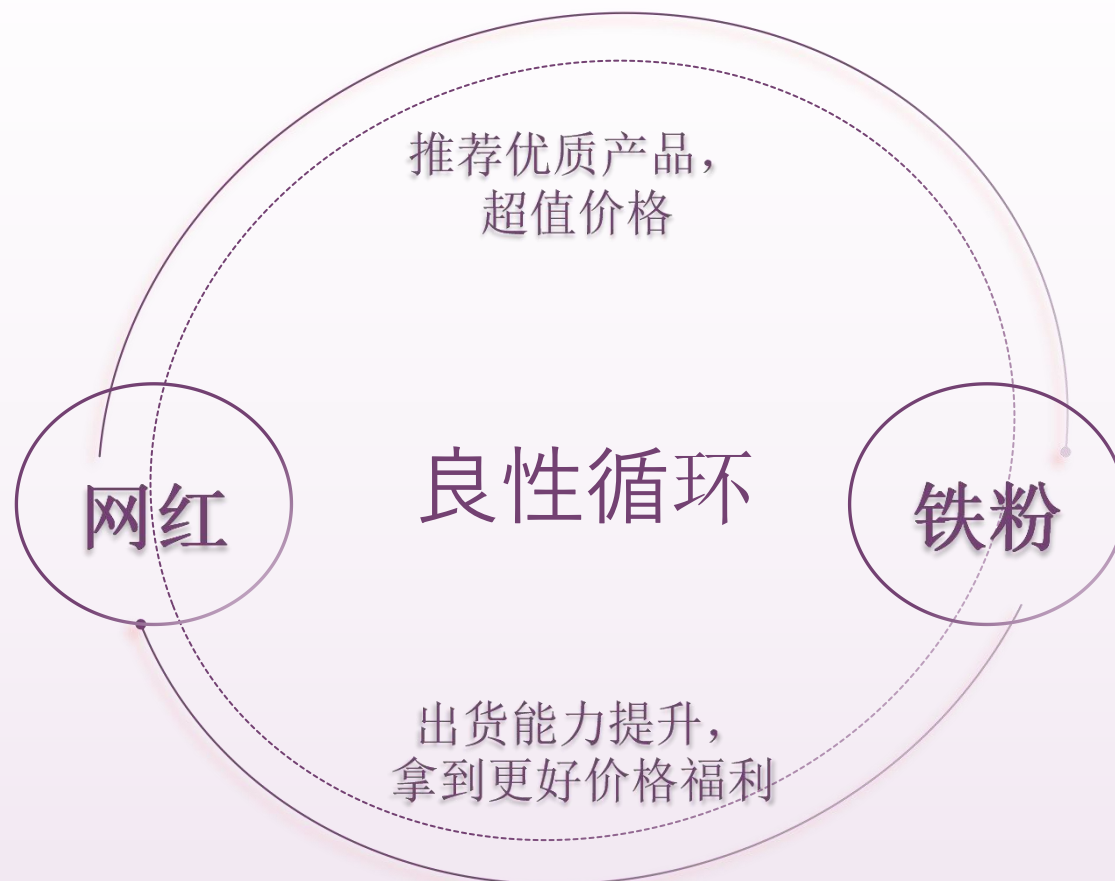 推荐优质产品，
超值价格
网红
良性循环
铁粉
出货能力提升，
拿到更好价格福利